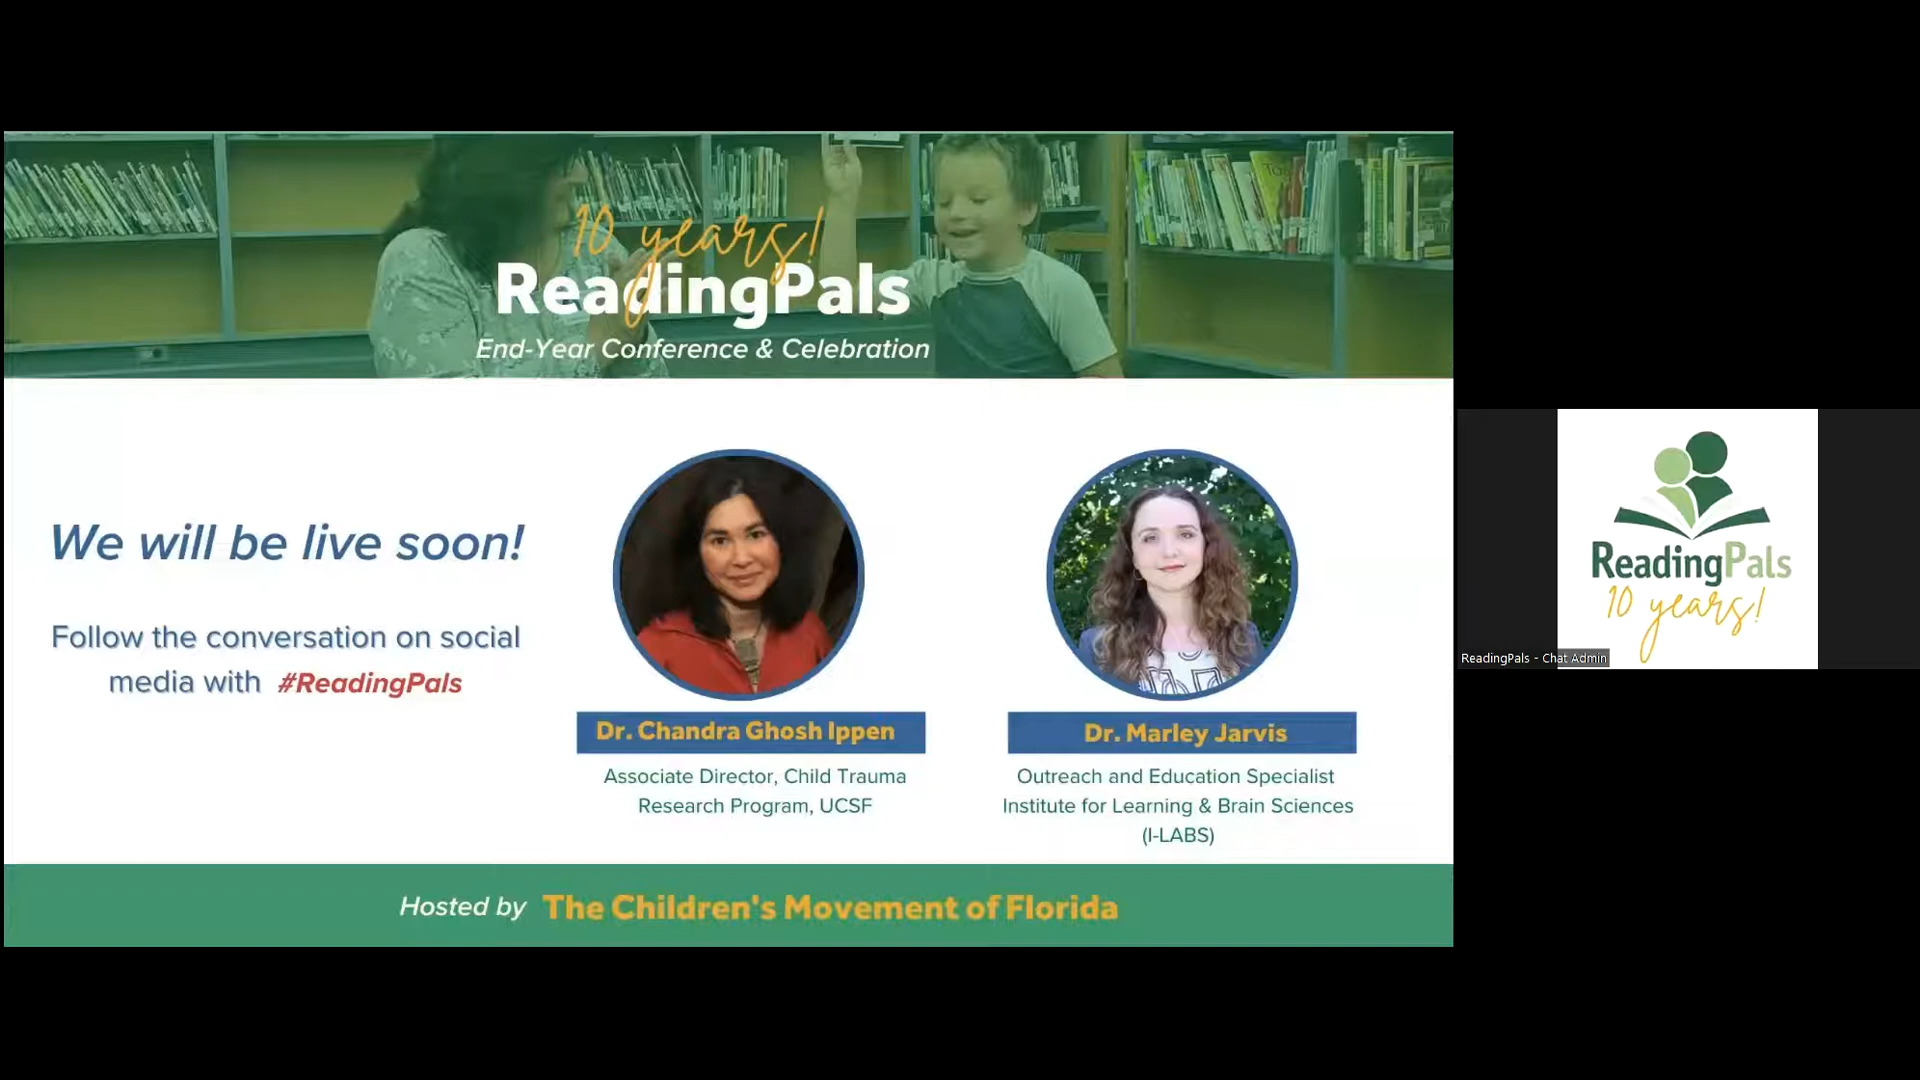 10 years!
ReadingPals
End-Year Conference & Celebration
We will be live soon!
Follow the conversation on social
media with #ReadingPals
Dr. Chandra Ghosh Ippen
Associate Director, Child Trauma
Research Program, UCSF
Dr. Marley Jarvis
Outreach and Education Specialist
Institute for Learning & Brain Sciences
(I-LABS)
Hosted by The Children's Movement of Florida
ReadingPals
10 years!
ReadingPals - Chat Admin